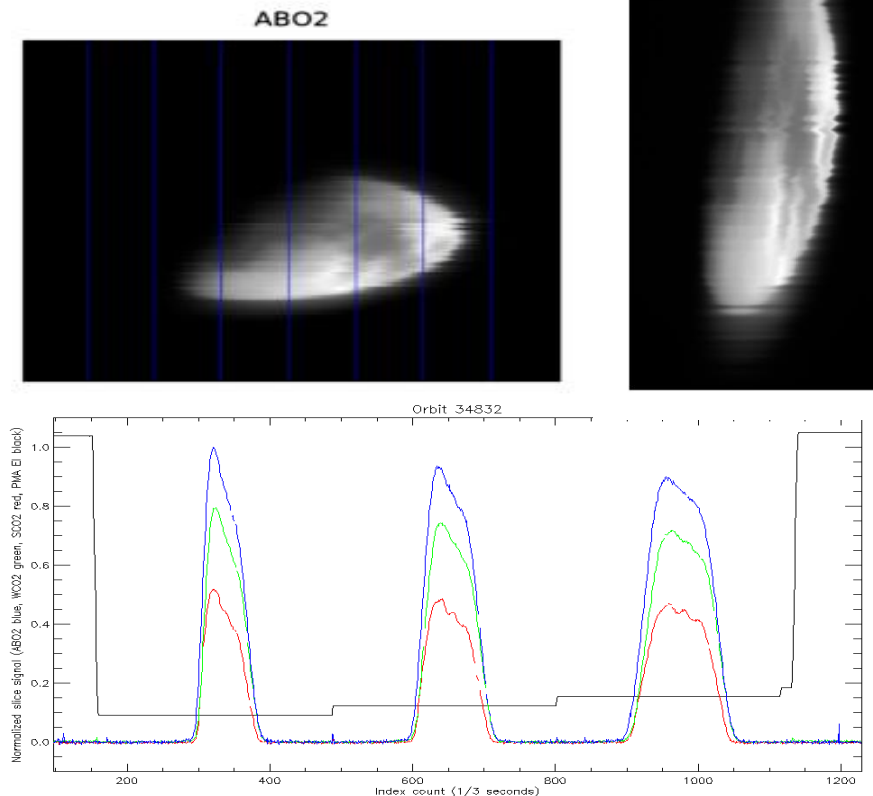 ABO2
Orbit 34832
Normalized slice signal (ABO2 blue, WCO2 green, SCO2 red, PMA El black)
1.0
0.8
0.6
0.4
0.2
0.0
200 400 600 800 1000 1200
Index count (1/3 seconds)